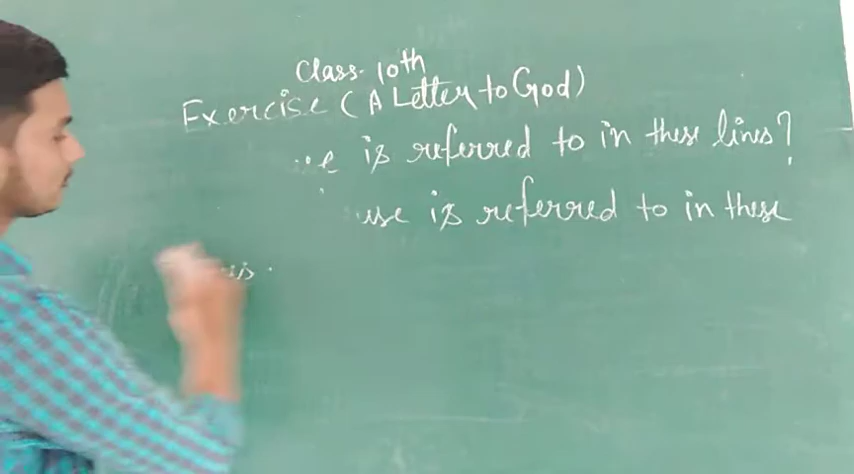 Class- 10th
Exercise (A Letter to God)
is referred to in these lines?
use is referred to in these